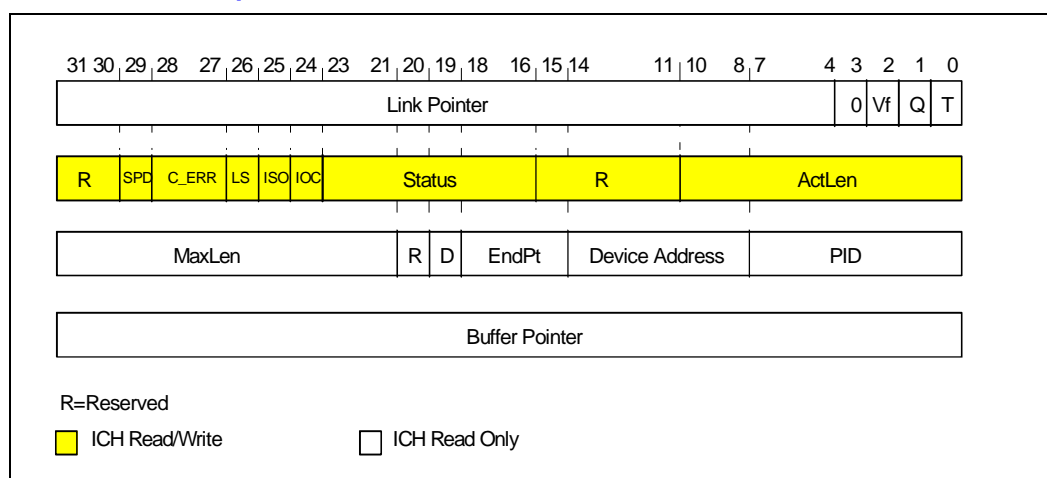 31 30 29 28 27 26 25 24 23 21 20 19 18 16 15 14 11 10 8 7 4 3 2 1 0
Link Pointer 0 Vf Q T
R SPD C_ERR LS ISO IOC Status R ActLen
MaxLen R D EndPt Device Address PID
Buffer Pointer
R=Reserved
ICH Read/Write ICH Read Only